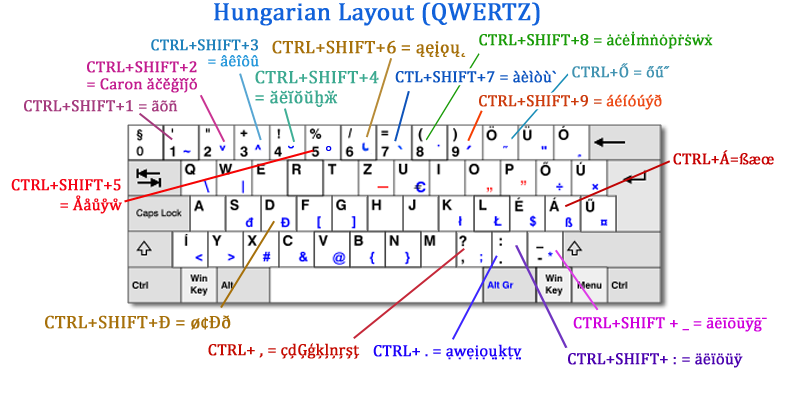 Hungarian Layout (QWERTZ)
CTRL+SHIFT+3
= âêîôû
CTRL+SHIFT+6 = ąęįǫų˛
CTRL+SHIFT+8 = ȧċėİṁṅȯṗṙṡẇẋ
CTRL+SHIFT+2
= Caron ǎčěǧǐǰǒ
CTRL+SHIFT+4
= ăĕĭŏŭḫӝ
CTL+SHIFT+7 = àèìòù`
CTRL+Ő = őű˝
CTRL+SHIFT+1 = ãõñ
CTRL+SHIFT+9 = áéíóúýð
§ ' " + ! % / = ( ) Ö Ü Ó
0 1 ~ 2 ˇ 3 ^ 4 ˘ 5 ° 6 ˛ 7 ` 8 ˙ 9 ´ ˝ " ¸
Q W E R T Z U I O P Ő Ú
\ | — € " " ÷ ×
CTRL+Á=ßæœ
CTRL+SHIFT+5
= Ååůẙẘ
Caps Lock A S D F G H J K L É Á Ű
đ Đ [ ] ł Ł $ ß ¤
Í Y X C V B N M ? : _
< > # & @ { } , ; . - *
Ctrl Win Key Alt Alt Gr Win Key Menu Ctrl
CTRL+SHIFT+Đ = ø¢Ðð
CTRL+SHIFT + _ = āēīōūȳḡ¯
CTRL+ , = çḑĢģķļņŗşţ
CTRL+ . = ạẉẹịọụḳṭṿ
CTRL+SHIFT+ : = äëïöüÿ